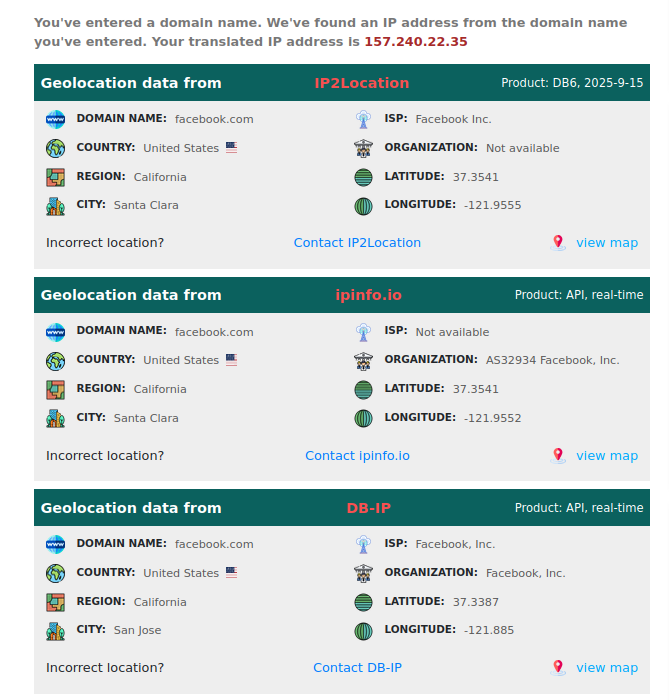 You've entered a domain name. We've found an IP address from the domain name
you've entered. Your translated IP address is 157.240.22.35
Geolocation data from IP2Location Product: DB6, 2025-9-15
DOMAIN NAME: facebook.com ISP: Facebook Inc.
COUNTRY: United States ORGANIZATION: Not available
REGION: California LATITUDE: 37.3541
CITY: Santa Clara LONGITUDE: -121.9555
Incorrect location? Contact IP2Location view map
Geolocation data from ipinfo.io Product: API, real-time
DOMAIN NAME: facebook.com ISP: Not available
COUNTRY: United States ORGANIZATION: AS32934 Facebook, Inc.
REGION: California LATITUDE: 37.3541
CITY: Santa Clara LONGITUDE: -121.9552
Incorrect location? Contact ipinfo.io view map
Geolocation data from DB-IP Product: API, real-time
DOMAIN NAME: facebook.com ISP: Facebook, Inc.
COUNTRY: United States ORGANIZATION: Facebook, Inc.
REGION: California LATITUDE: 37.3387
CITY: San Jose LONGITUDE: -121.885
Incorrect location? Contact DB-IP view map